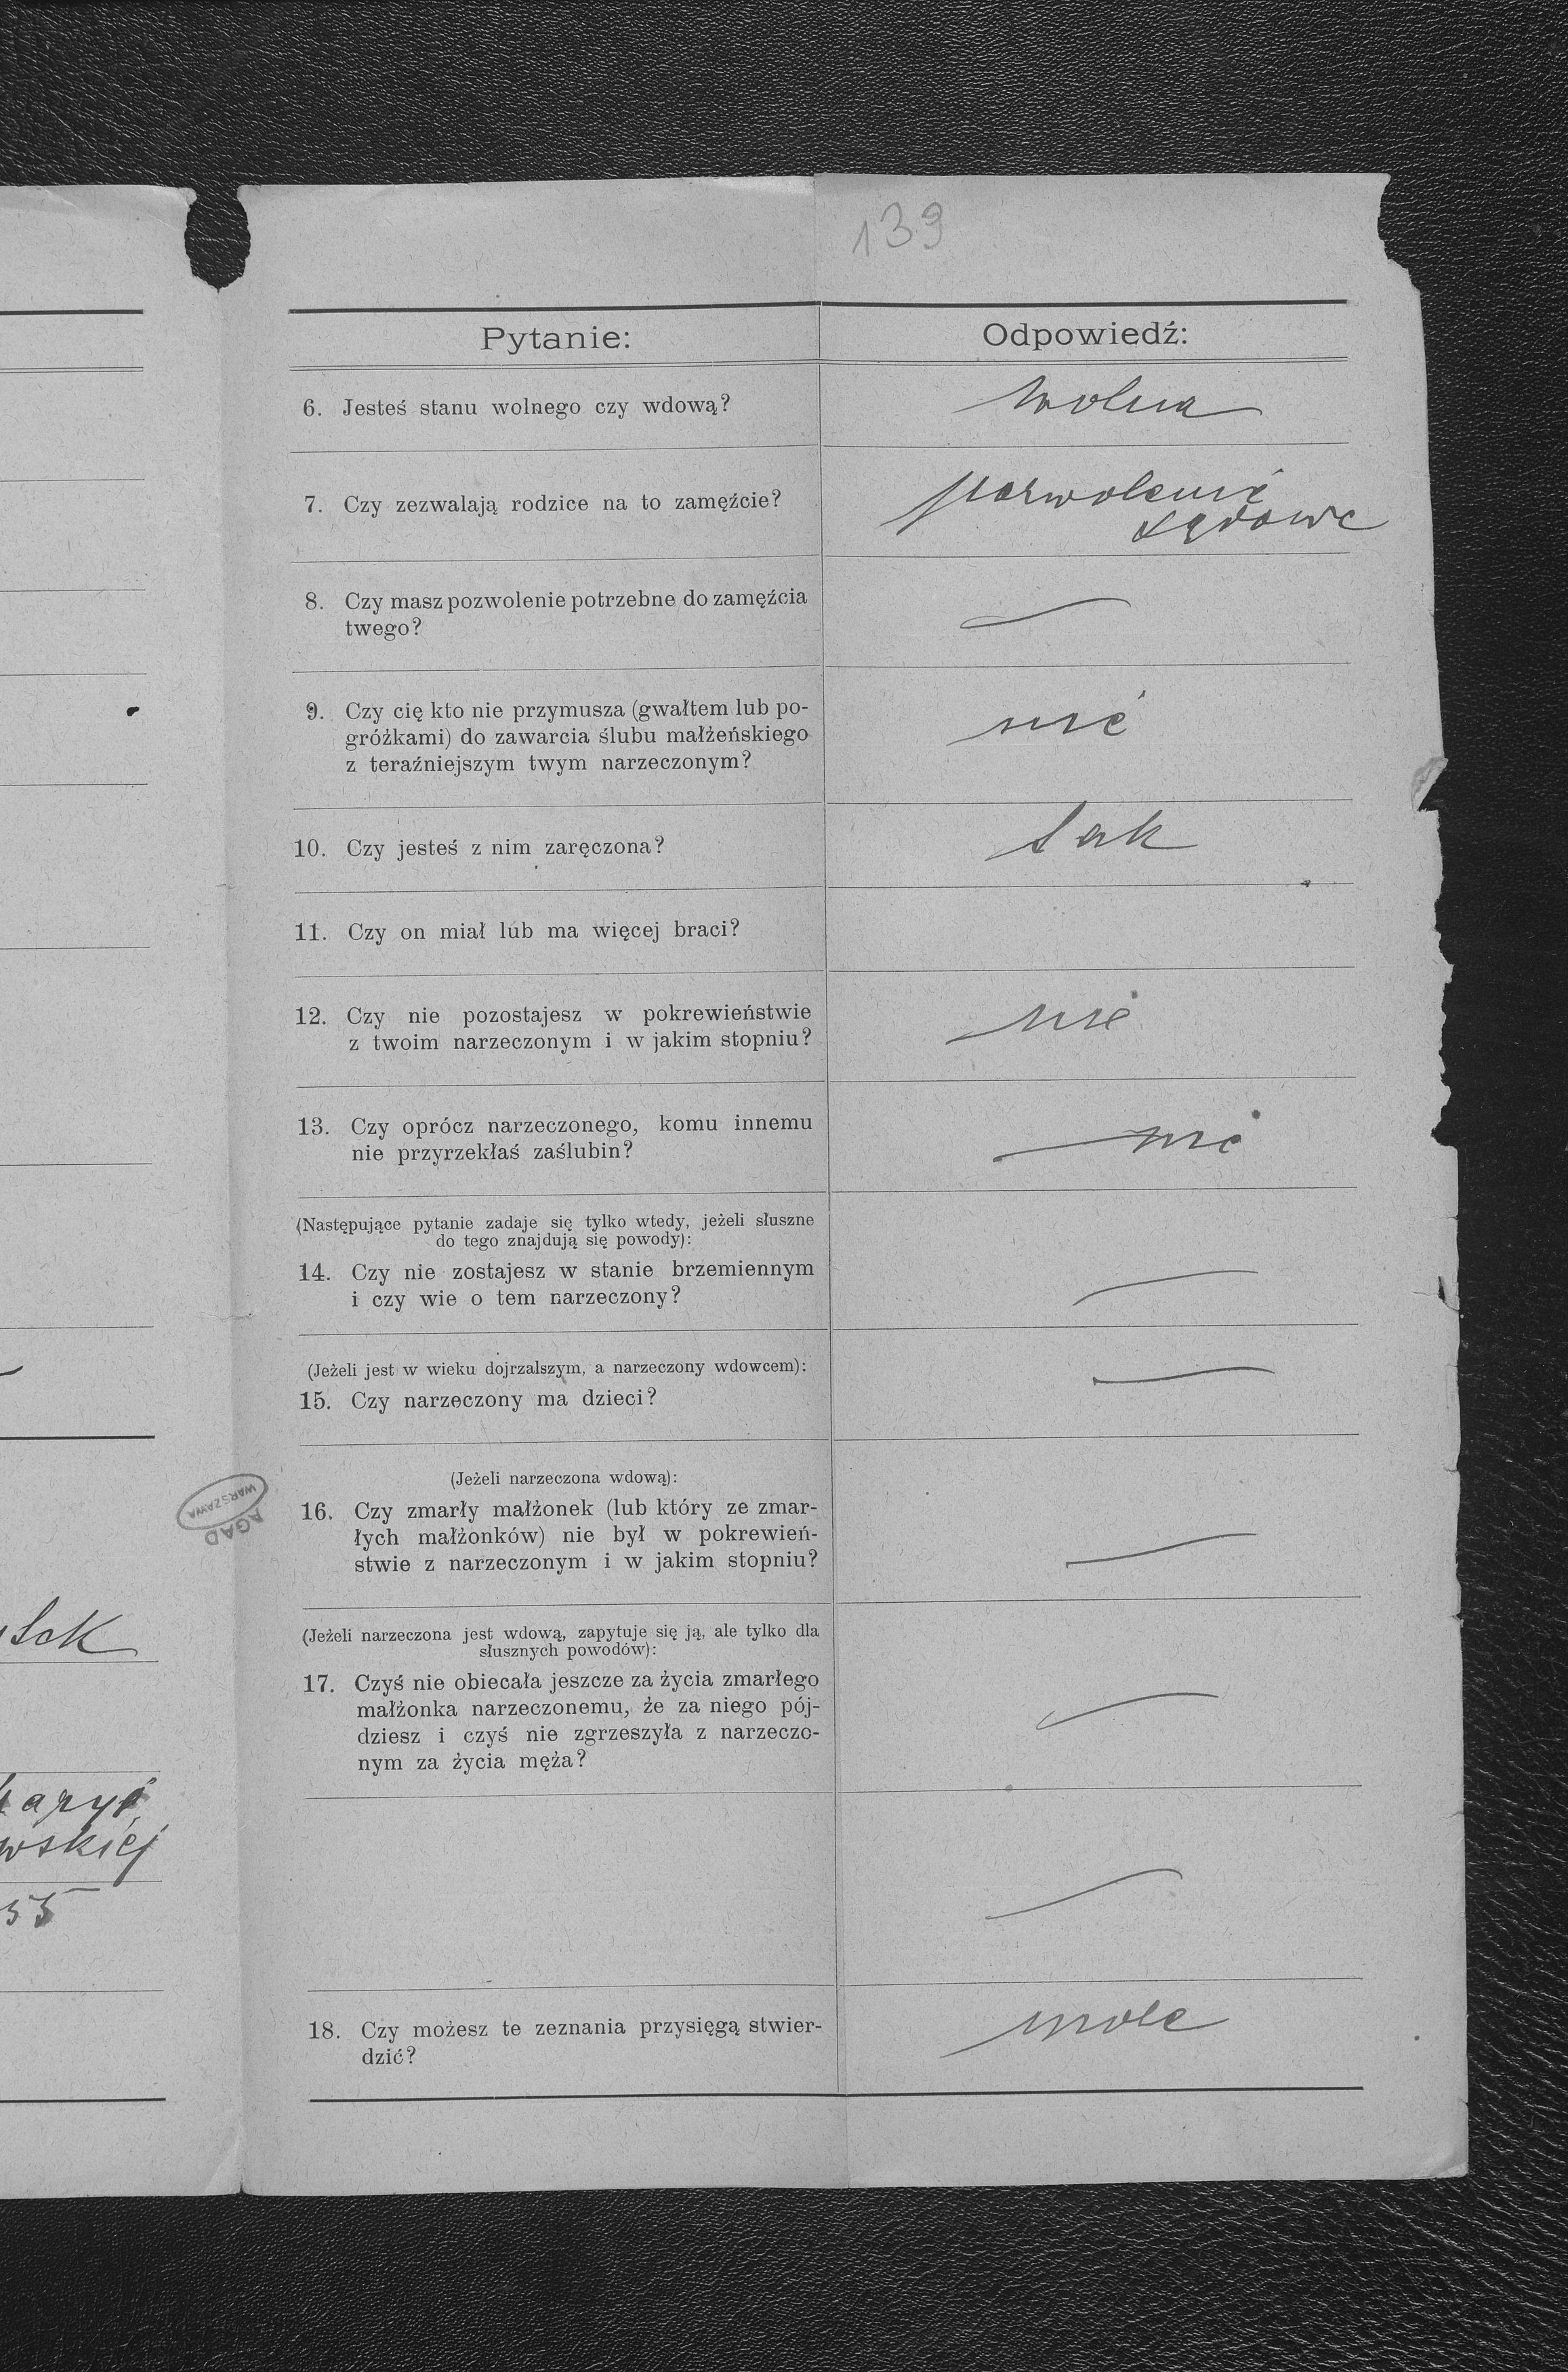 139
Pytanie:
Odpowiedź:
6. Jesteś stanu wolnego czy wdową?
wolna
7. Czy zezwalają rodzice na to zamęźcie?
pozwolenie
sądowe
8. Czy masz pozwolenie potrzebne do zamęźcia
twego?
—
9. Czy cię kto nie przymusza (gwałtem lub po-
gróżkami) do zawarcia ślubu małżeńskiego
z teraźniejszym twym narzeczonym?
nie
10. Czy jesteś z nim zaręczona?
tak
11. Czy on miał lub ma więcej braci?
12. Czy nie pozostajesz w pokrewieństwie
z twoim narzeczonym i w jakim stopniu?
nie
13. Czy oprócz narzeczonego, komu innemu
nie przyrzekłaś zaślubin?
nie
(Następujące pytanie zadaje się tylko wtedy, jeżeli słuszne
do tego znajdują się powody):
14. Czy nie zostajesz w stanie brzemiennym
i czy wie o tem narzeczony?
—
(Jeżeli jest w wieku dojrzalszym, a narzeczony wdowcem):
15. Czy narzeczony ma dzieci?
—
(Jeżeli narzeczona wdową):
16. Czy zmarły małżonek (lub który ze zmar-
łych małżonków) nie był w pokrewień-
stwie z narzeczonym i w jakim stopniu?
—
(Jeżeli narzeczona jest wdową, zapytuje się ją, ale tylko dla
słusznych powodów):
17. Czyś nie obiecała jeszcze za życia zmarłego
małżonka narzeczonemu, że za niego pój-
dziesz i czyś nie zgrzeszyła z narzeczo-
nym za życia męża?
—
—
18. Czy możesz te zeznania przysięgą stwier-
dzić?
mogę
AGAD
WARSZAWA
wskiej
55